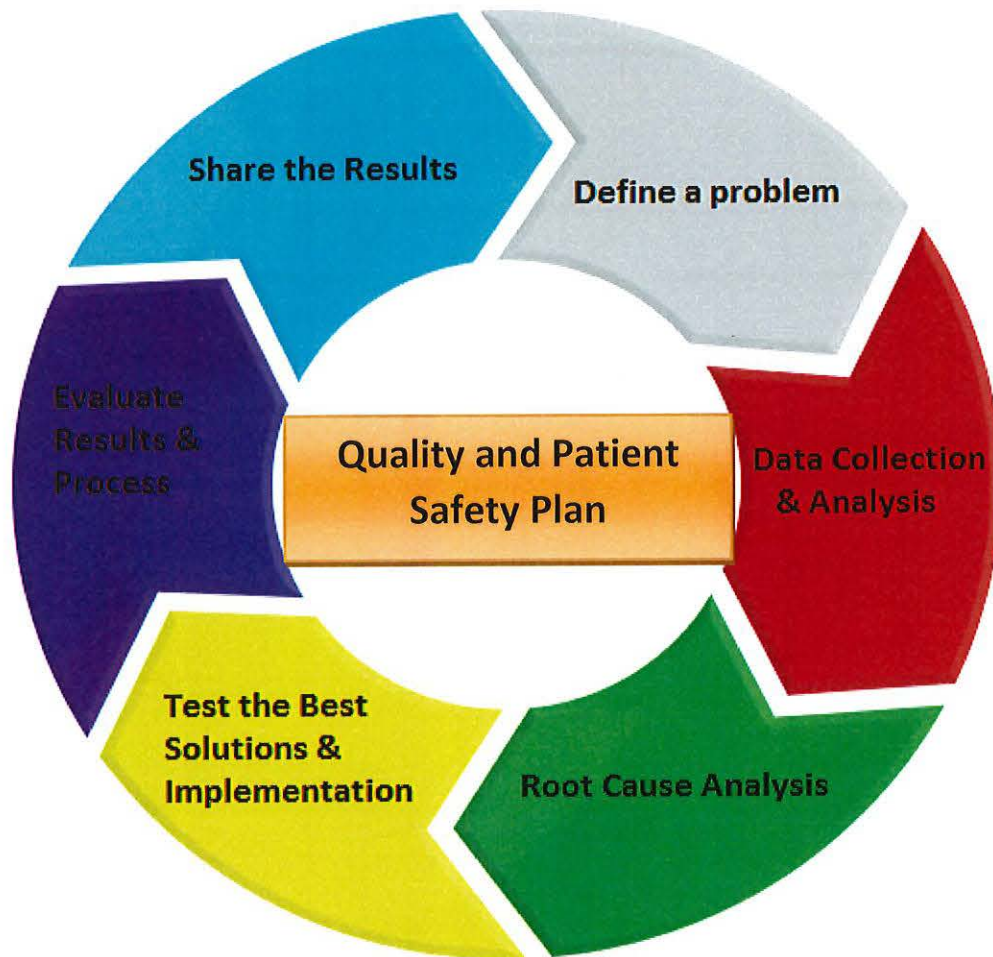 Share the Results
Define a problem
Evaluate
Results &
Process
Quality and Patient
Safety Plan
Data Collection
& Analysis
Test the Best
Solutions &
Implementation
Root Cause Analysis